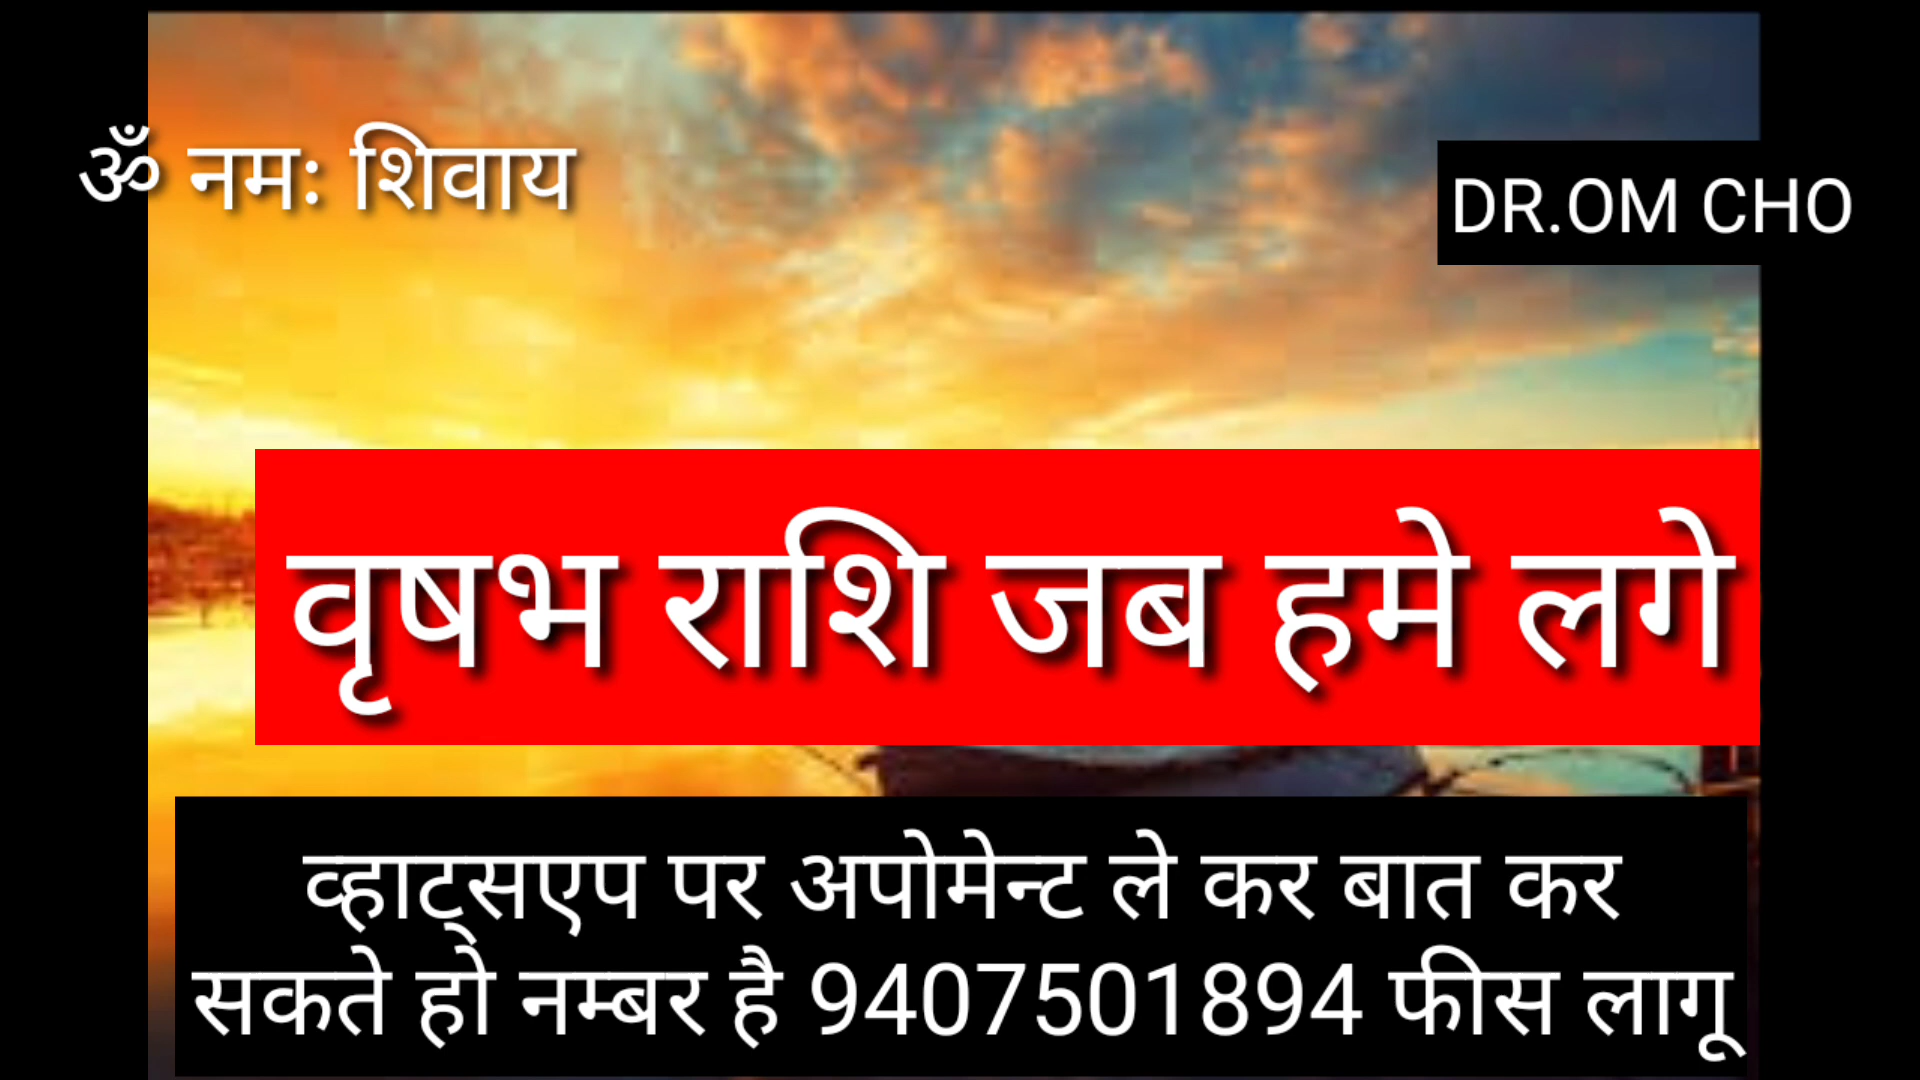 ॐ नमः शिवाय
DR.OM CHO
वृषभ राशि जब हमे लगे
व्हाट्सएप पर अपोमेन्ट ले कर बात कर
सकते हो नम्बर है 9407501894 फीस लागू